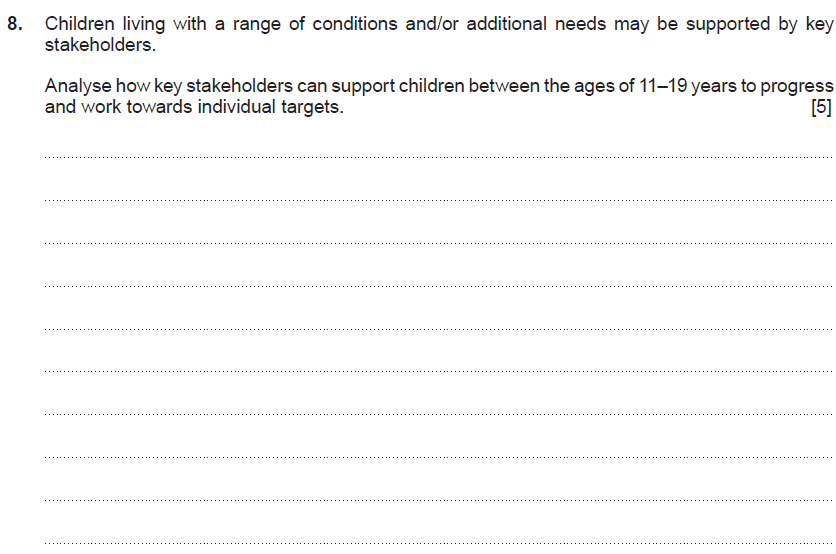 8. Children living with a range of conditions and/or additional needs may be supported by key
stakeholders.
Analyse how key stakeholders can support children between the ages of 11–19 years to progress
and work towards individual targets. [5]